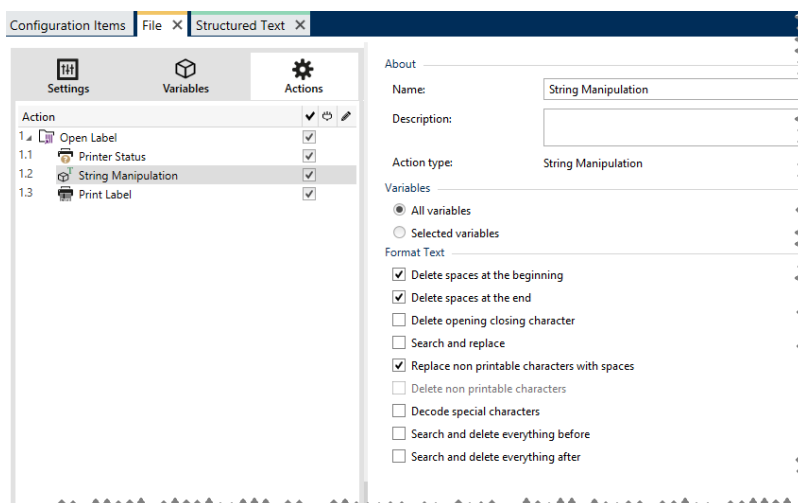 Configuration Items File Structured Text
Settings Variables Actions
Action
1 Open Label
1.1 Printer Status
1.2 String Manipulation
1.3 Print Label
About
Name: String Manipulation
Description:
Action type: String Manipulation
Variables
All variables
Selected variables
Format Text
Delete spaces at the beginning
Delete spaces at the end
Delete opening closing character
Search and replace
Replace non printable characters with spaces
Delete non printable characters
Decode special characters
Search and delete everything before
Search and delete everything after